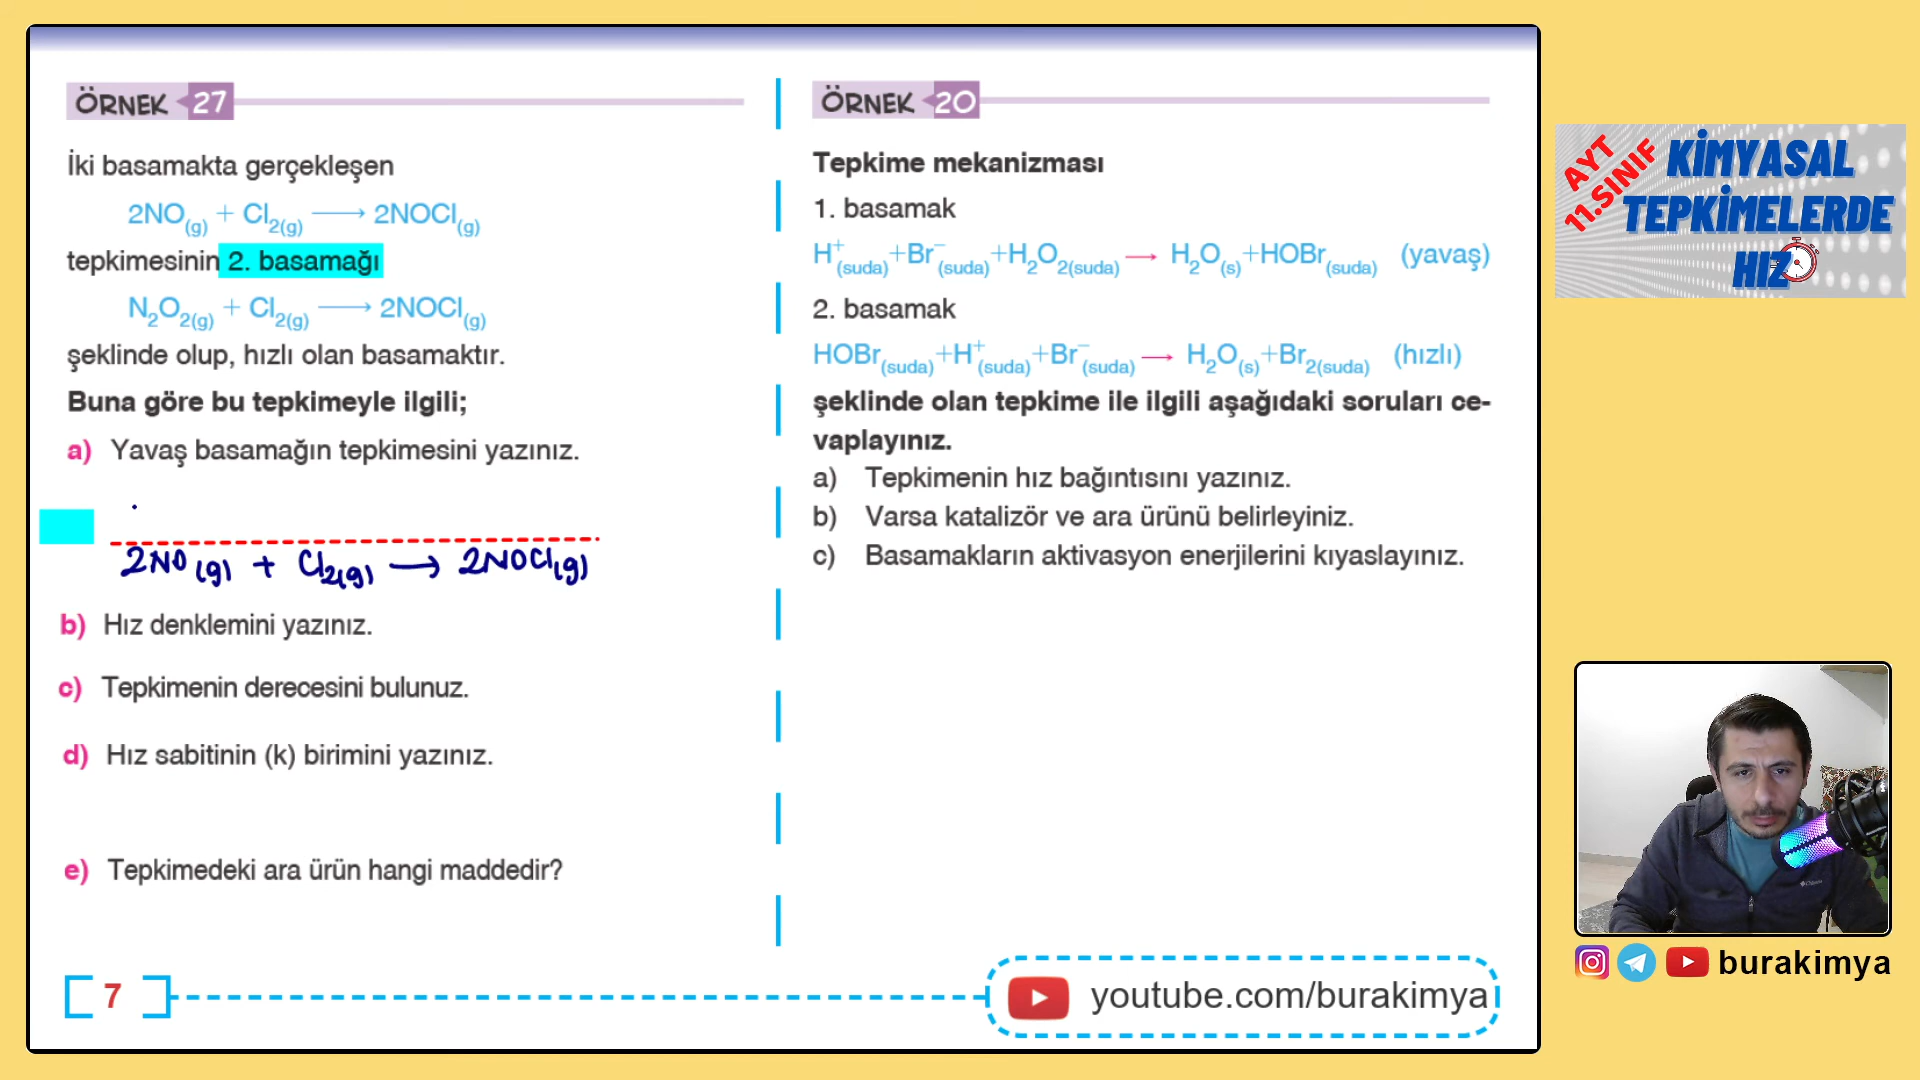 ÖRNEK 27
İki basamakta gerçekleşen
2NO(g) + Cl2(g) ⟶ 2NOCl(g)
tepkimesinin 2. basamağı
N2O2(g) + Cl2(g) ⟶ 2NOCl(g)
şeklinde olup, hızlı olan basamaktır.
Buna göre bu tepkimeyle ilgili;
a) Yavaş basamağın tepkimesini yazınız.
2NO(g) + Cl2(g) ⟶ 2NOCl(g)
b) Hız denklemini yazınız.
c) Tepkimenin derecesini bulunuz.
d) Hız sabitinin (k) birimini yazınız.
e) Tepkimedeki ara ürün hangi maddedir?
7
ÖRNEK 20
Tepkime mekanizması
1. basamak
H+(suda)+Br−(suda)+H2O2(suda) ⟶ H2O(s)+HOBr(suda) (yavaş)
2. basamak
HOBr(suda)+H+(suda)+Br−(suda) ⟶ H2O(s)+Br2(suda) (hızlı)
şeklinde olan tepkime ile ilgili aşağıdaki soruları ce-
vaplayınız.
a) Tepkimenin hız bağıntısını yazınız.
b) Varsa katalizör ve ara ürünü belirleyiniz.
c) Basamakların aktivasyon enerjilerini kıyaslayınız.
youtube.com/burakimya
AYT
11.SINIF
KİMYASAL
TEPKİMELERDE
HIZ
burakimya